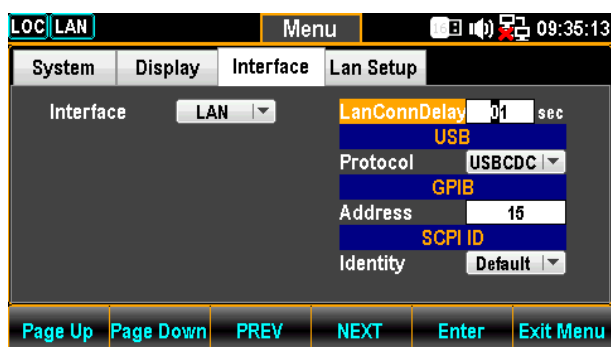 LOC LAN Menu 16 09:35:13
System Display Interface Lan Setup
Interface LAN LanConnDelay 01 sec
USB
Protocol USBCDC
GPIB
Address 15
SCPI ID
Identity Default
Page Up Page Down PREV NEXT Enter Exit Menu